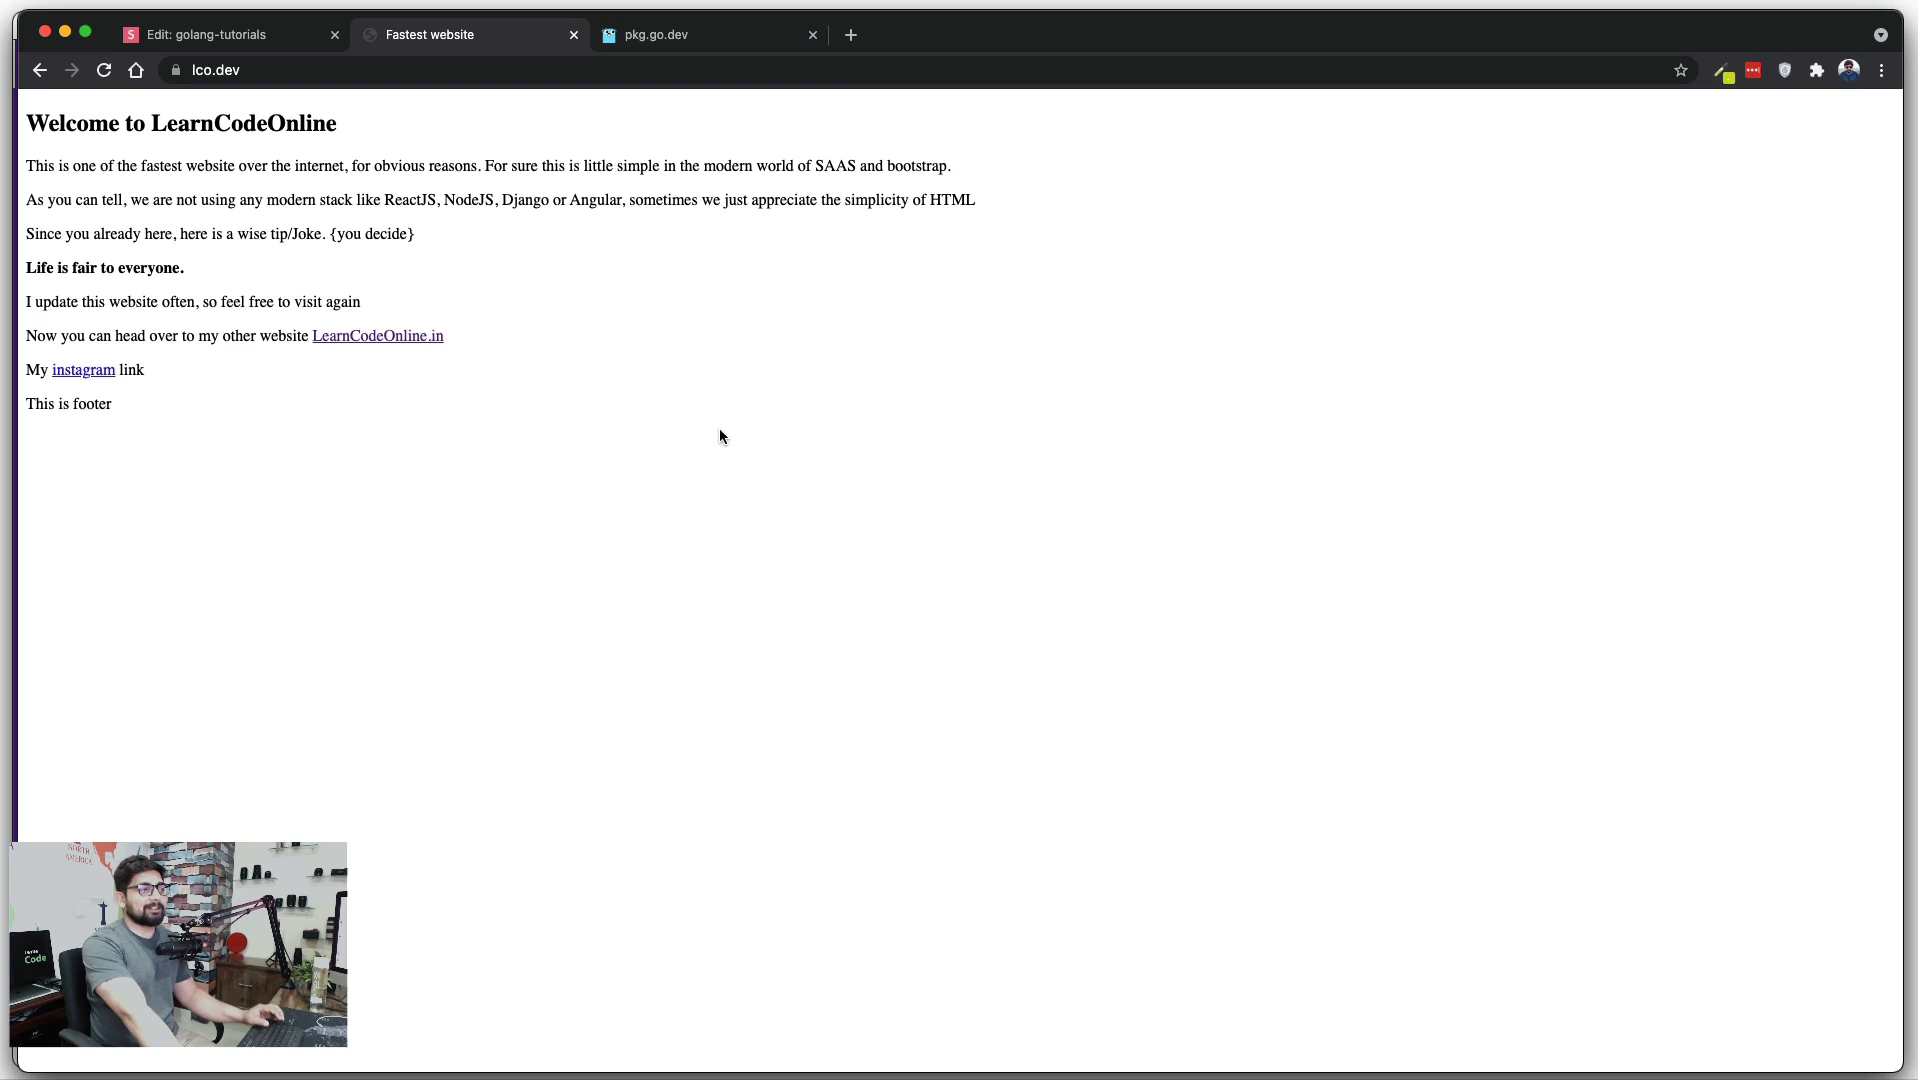 Edit: golang-tutorials
Fastest website
pkg.go.dev
lco.dev
Welcome to LearnCodeOnline
This is one of the fastest website over the internet, for obvious reasons. For sure this is little simple in the modern world of SAAS and bootstrap.
As you can tell, we are not using any modern stack like ReactJS, NodeJS, Django or Angular, sometimes we just appreciate the simplicity of HTML
Since you already here, here is a wise tip/Joke. {you decide}
Life is fair to everyone.
I update this website often, so feel free to visit again
Now you can head over to my other website LearnCodeOnline.in
My instagram link
This is footer
NORTH
AMERICA
I write
Code